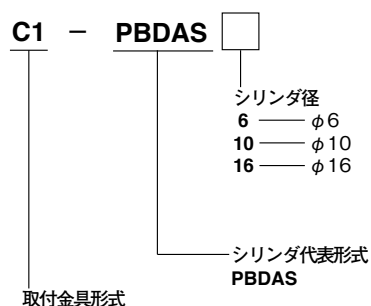 C1 － PBDAS
シリンダ径
6 φ6
10 φ10
16 φ16
シリンダ代表形式
PBDAS
取付金具形式